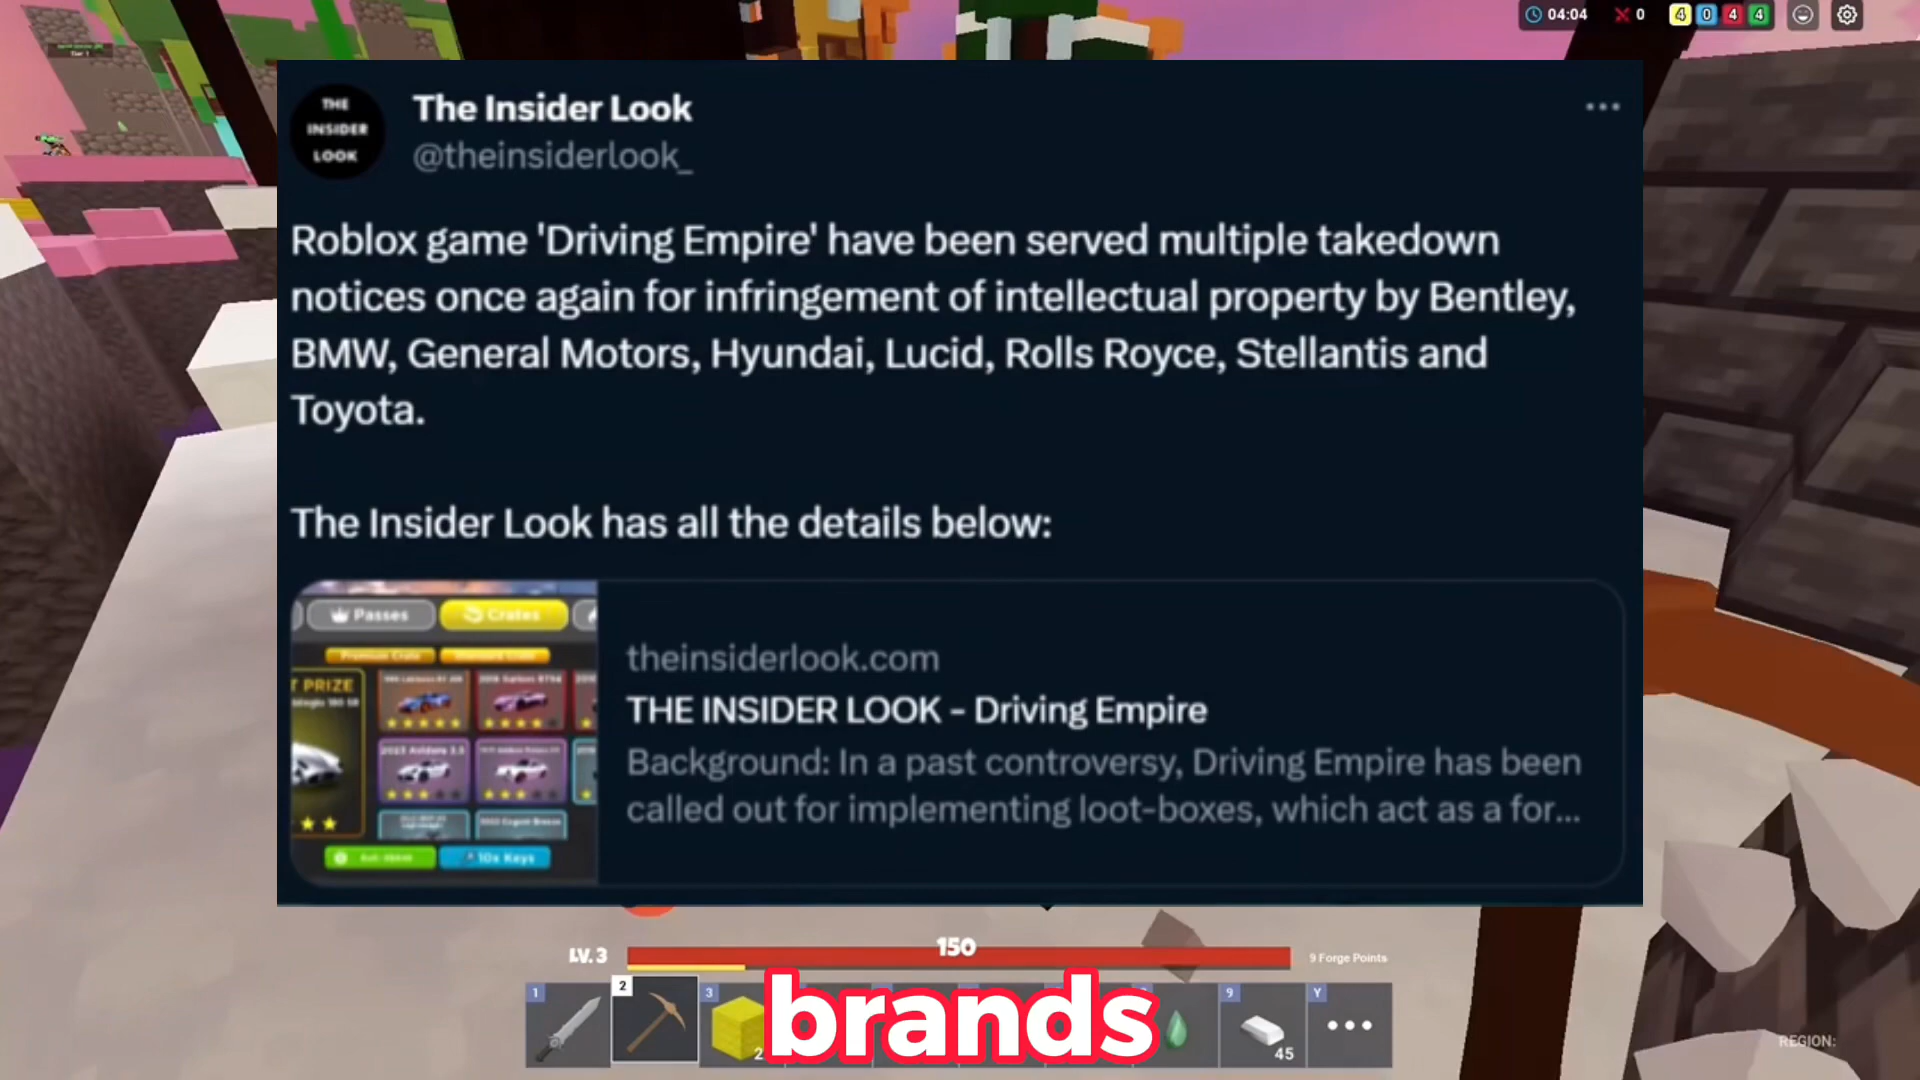 04:04
0
4 0 4 4
THE
INSIDER
LOOK
The Insider Look
@theinsiderlook_
Roblox game 'Driving Empire' have been served multiple takedown
notices once again for infringement of intellectual property by Bentley,
BMW, General Motors, Hyundai, Lucid, Rolls Royce, Stellantis and
Toyota.
The Insider Look has all the details below:
Passes
Crates
Premium Crate
T PRIZE
10x Keys
theinsiderlook.com
THE INSIDER LOOK - Driving Empire
Background: In a past controversy, Driving Empire has been
called out for implementing loot-boxes, which act as a for...
LV.3
150
9 Forge Points
1
2
3
9
Y
2
45
brands
REGION: